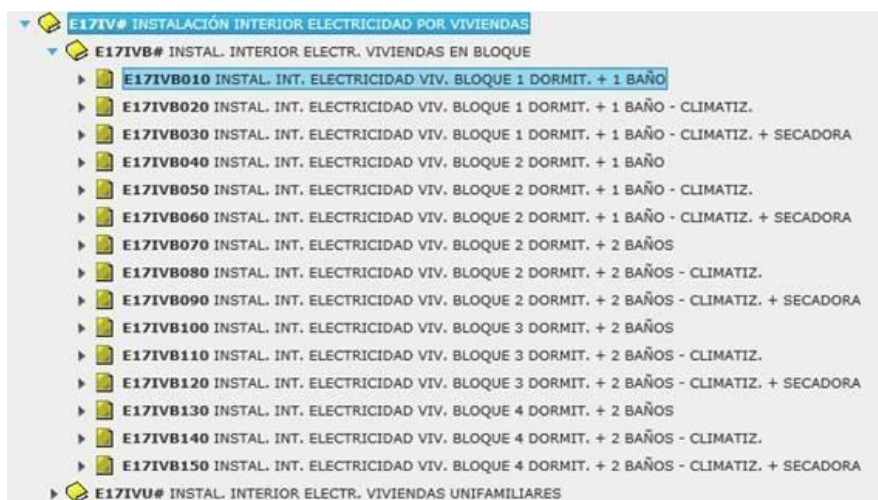 E17IV# INSTALACIÓN INTERIOR ELECTRICIDAD POR VIVIENDAS
E17IVB# INSTAL. INTERIOR ELECTR. VIVIENDAS EN BLOQUE
E17IVB010 INSTAL. INT. ELECTRICIDAD VIV. BLOQUE 1 DORMIT. + 1 BAÑO
E17IVB020 INSTAL. INT. ELECTRICIDAD VIV. BLOQUE 1 DORMIT. + 1 BAÑO - CLIMATIZ.
E17IVB030 INSTAL. INT. ELECTRICIDAD VIV. BLOQUE 1 DORMIT. + 1 BAÑO - CLIMATIZ. + SECADORA
E17IVB040 INSTAL. INT. ELECTRICIDAD VIV. BLOQUE 2 DORMIT. + 1 BAÑO
E17IVB050 INSTAL. INT. ELECTRICIDAD VIV. BLOQUE 2 DORMIT. + 1 BAÑO - CLIMATIZ.
E17IVB060 INSTAL. INT. ELECTRICIDAD VIV. BLOQUE 2 DORMIT. + 1 BAÑO - CLIMATIZ. + SECADORA
E17IVB070 INSTAL. INT. ELECTRICIDAD VIV. BLOQUE 2 DORMIT. + 2 BAÑOS
E17IVB080 INSTAL. INT. ELECTRICIDAD VIV. BLOQUE 2 DORMIT. + 2 BAÑOS - CLIMATIZ.
E17IVB090 INSTAL. INT. ELECTRICIDAD VIV. BLOQUE 2 DORMIT. + 2 BAÑOS - CLIMATIZ. + SECADORA
E17IVB100 INSTAL. INT. ELECTRICIDAD VIV. BLOQUE 3 DORMIT. + 2 BAÑOS
E17IVB110 INSTAL. INT. ELECTRICIDAD VIV. BLOQUE 3 DORMIT. + 2 BAÑOS - CLIMATIZ.
E17IVB120 INSTAL. INT. ELECTRICIDAD VIV. BLOQUE 3 DORMIT. + 2 BAÑOS - CLIMATIZ. + SECADORA
E17IVB130 INSTAL. INT. ELECTRICIDAD VIV. BLOQUE 4 DORMIT. + 2 BAÑOS
E17IVB140 INSTAL. INT. ELECTRICIDAD VIV. BLOQUE 4 DORMIT. + 2 BAÑOS - CLIMATIZ.
E17IVB150 INSTAL. INT. ELECTRICIDAD VIV. BLOQUE 4 DORMIT. + 2 BAÑOS - CLIMATIZ. + SECADORA
E17IVU# INSTAL. INTERIOR ELECTR. VIVIENDAS UNIFAMILIARES